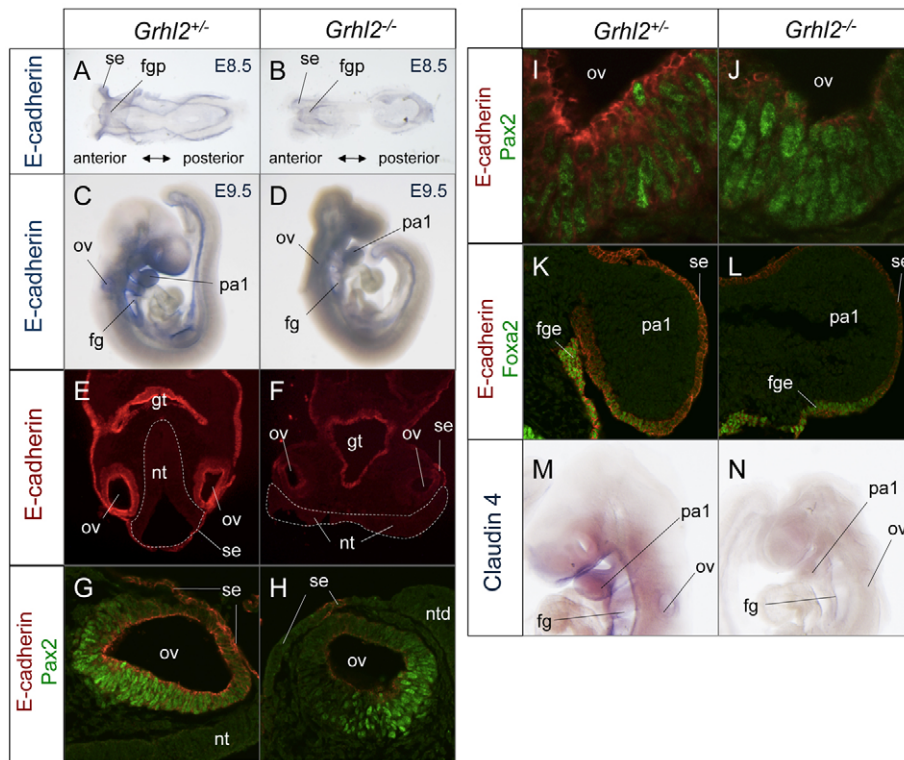 Grhl2+/-
Grhl2-/-
E-cadherin
A
se
fgp
E8.5
anterior ↔ posterior
B
se
fgp
E8.5
anterior ↔ posterior
E-cadherin
C
E9.5
ov
pa1
fg
D
E9.5
ov
pa1
fg
E-cadherin
E
gt
nt
ov
ov
se
F
ov
gt
ov
se
nt
E-cadherin
Pax2
G
se
ov
nt
H
se
ntd
ov
Grhl2+/-
Grhl2-/-
E-cadherin
Pax2
I
ov
J
ov
E-cadherin
Foxa2
K
se
pa1
fge
L
se
pa1
fge
Claudin 4
M
pa1
ov
fg
N
pa1
ov
fg